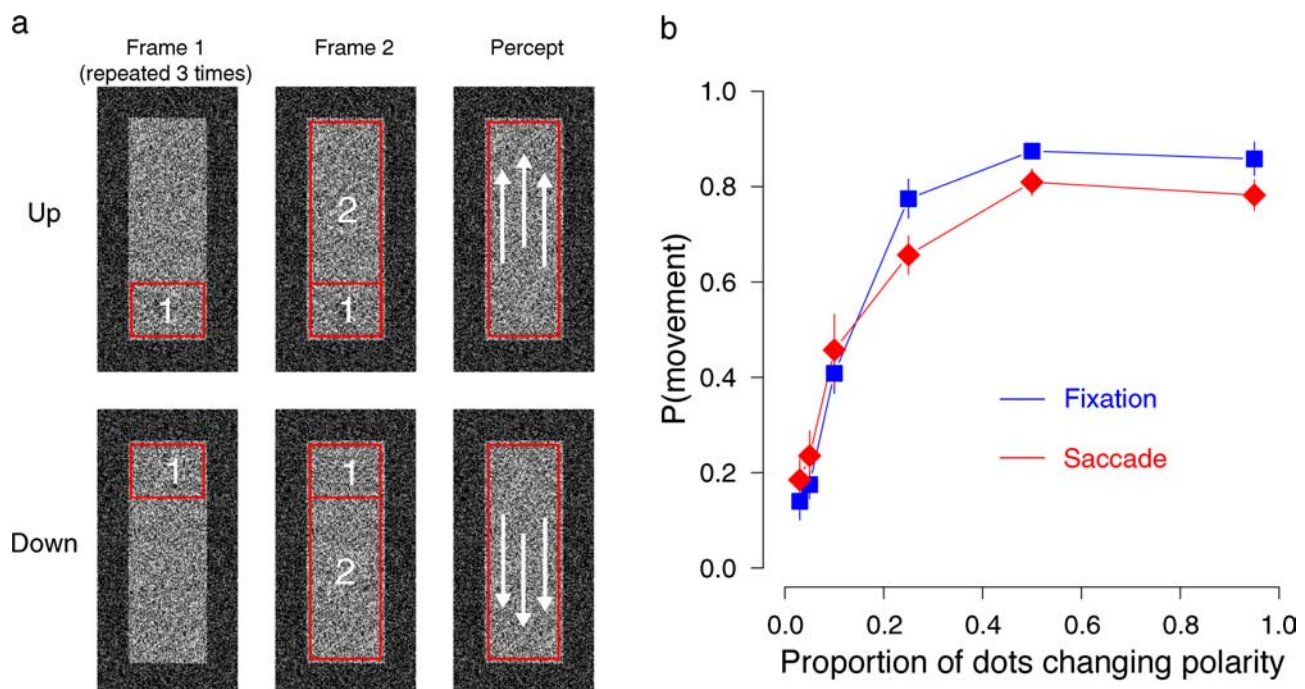 a
Frame 1
(repeated 3 times)
Frame 2
Percept
Up
1
2
1
Down
1
1
2
b
P(movement)
1.0
0.8
0.6
0.4
0.2
0.0
Fixation
Saccade
0.0 0.2 0.4 0.6 0.8 1.0
Proportion of dots changing polarity